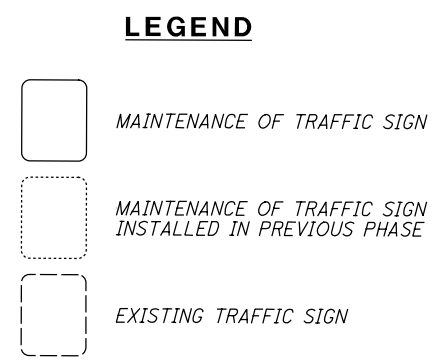 LEGEND
MAINTENANCE OF TRAFFIC SIGN
MAINTENANCE OF TRAFFIC SIGN
INSTALLED IN PREVIOUS PHASE
EXISTING TRAFFIC SIGN